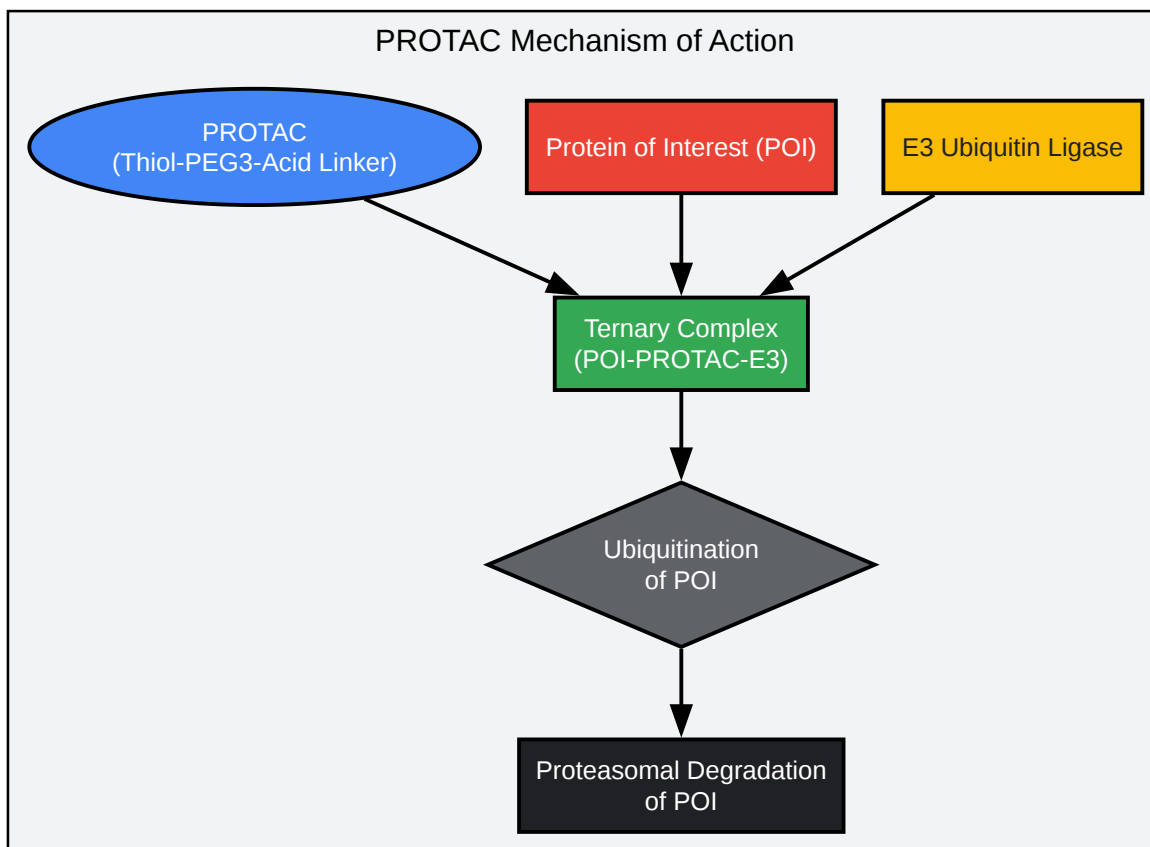 PROTAC Mechanism of Action
PROTAC
(Thiol-PEG3-Acid Linker)
Protein of Interest (POI)
E3 Ubiquitin Ligase
Ternary Complex
(POI-PROTAC-E3)
Ubiquitination
of POI
Proteasomal Degradation
of POI